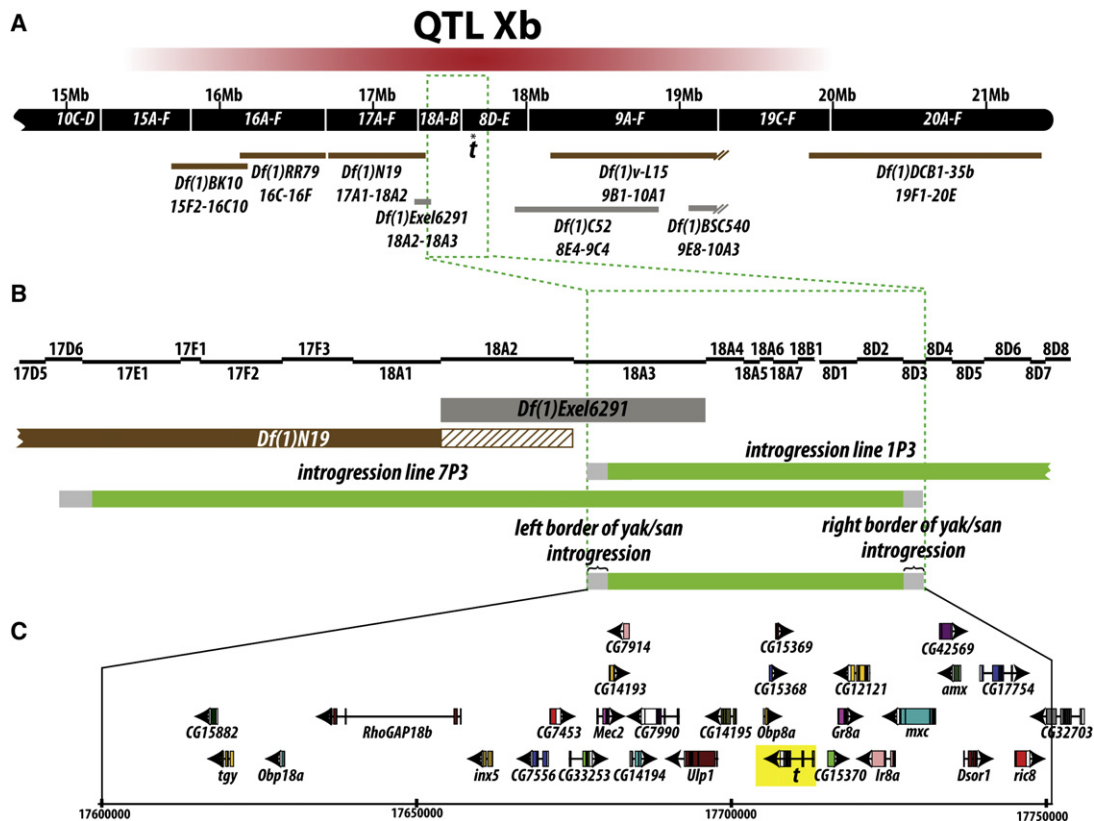 A
QTL Xb
15Mb 16Mb 17Mb 18Mb 19Mb 20Mb 21Mb
10C-D 15A-F 16A-F 17A-F 18A-B 8D-E 9A-F 19C-F 20A-F
*
t
Df(1)BK10
15F2-16C10
Df(1)RR79
16C-16F
Df(1)N19
17A1-18A2
Df(1)Exel6291
18A2-18A3
Df(1)v-L15
9B1-10A1
Df(1)C52
8E4-9C4
Df(1)BSC540
9E8-10A3
Df(1)DCB1-35b
19F1-20E
B
17D6 17F1 17F3 18A2 18A4 18A6 18B1 8D2 8D4 8D6 8D8
17D5 17E1 17F2 18A1 18A3 18A5 18A7 8D1 8D3 8D5 8D7
Df(1)Exel6291
Df(1)N19
introgression line 1P3
introgression line 7P3
left border of yak/san
introgression
right border of yak/san
introgression
C
CG7914 CG15369 CG42569
CG14193 CG15368 CG12121 amx CG17754
CG15882 RhoGAP18b CG7453 Mec2 CG7990 CG14195 Obp8a Gr8a mxc CG32703
tgy Obp18a inx5 CG7556 CG33253 CG14194 Ulp1 t CG15370 Ir8a Dsor1 ric8
17600000 17650000 17700000 17750000